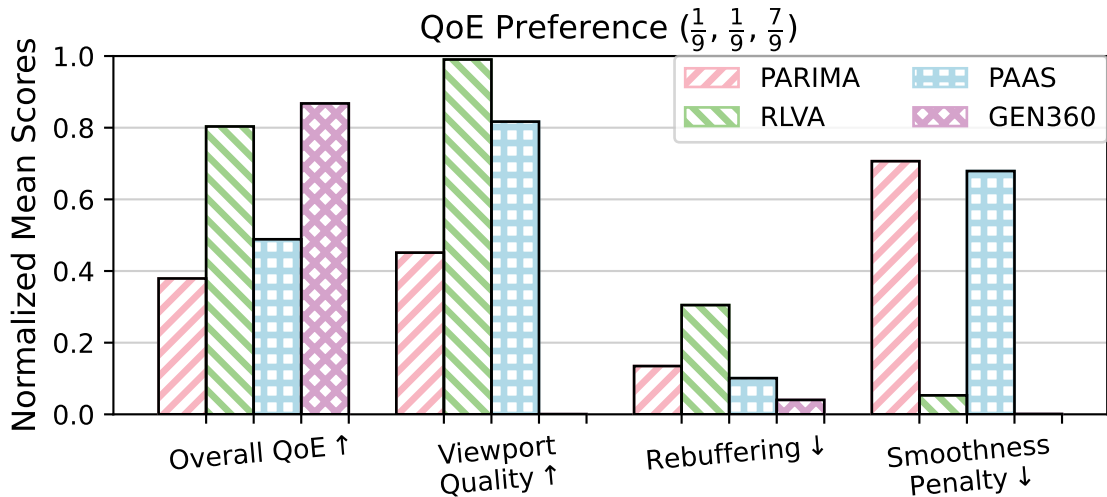 QoE Preference (1/9, 1/9, 7/9)
Normalized Mean Scores
1.0
0.8
0.6
0.4
0.2
0.0
PARIMA
RLVA
PAAS
GEN360
Overall QoE ↑
Viewport
Quality ↑
Rebuffering ↓
Smoothness
Penalty ↓